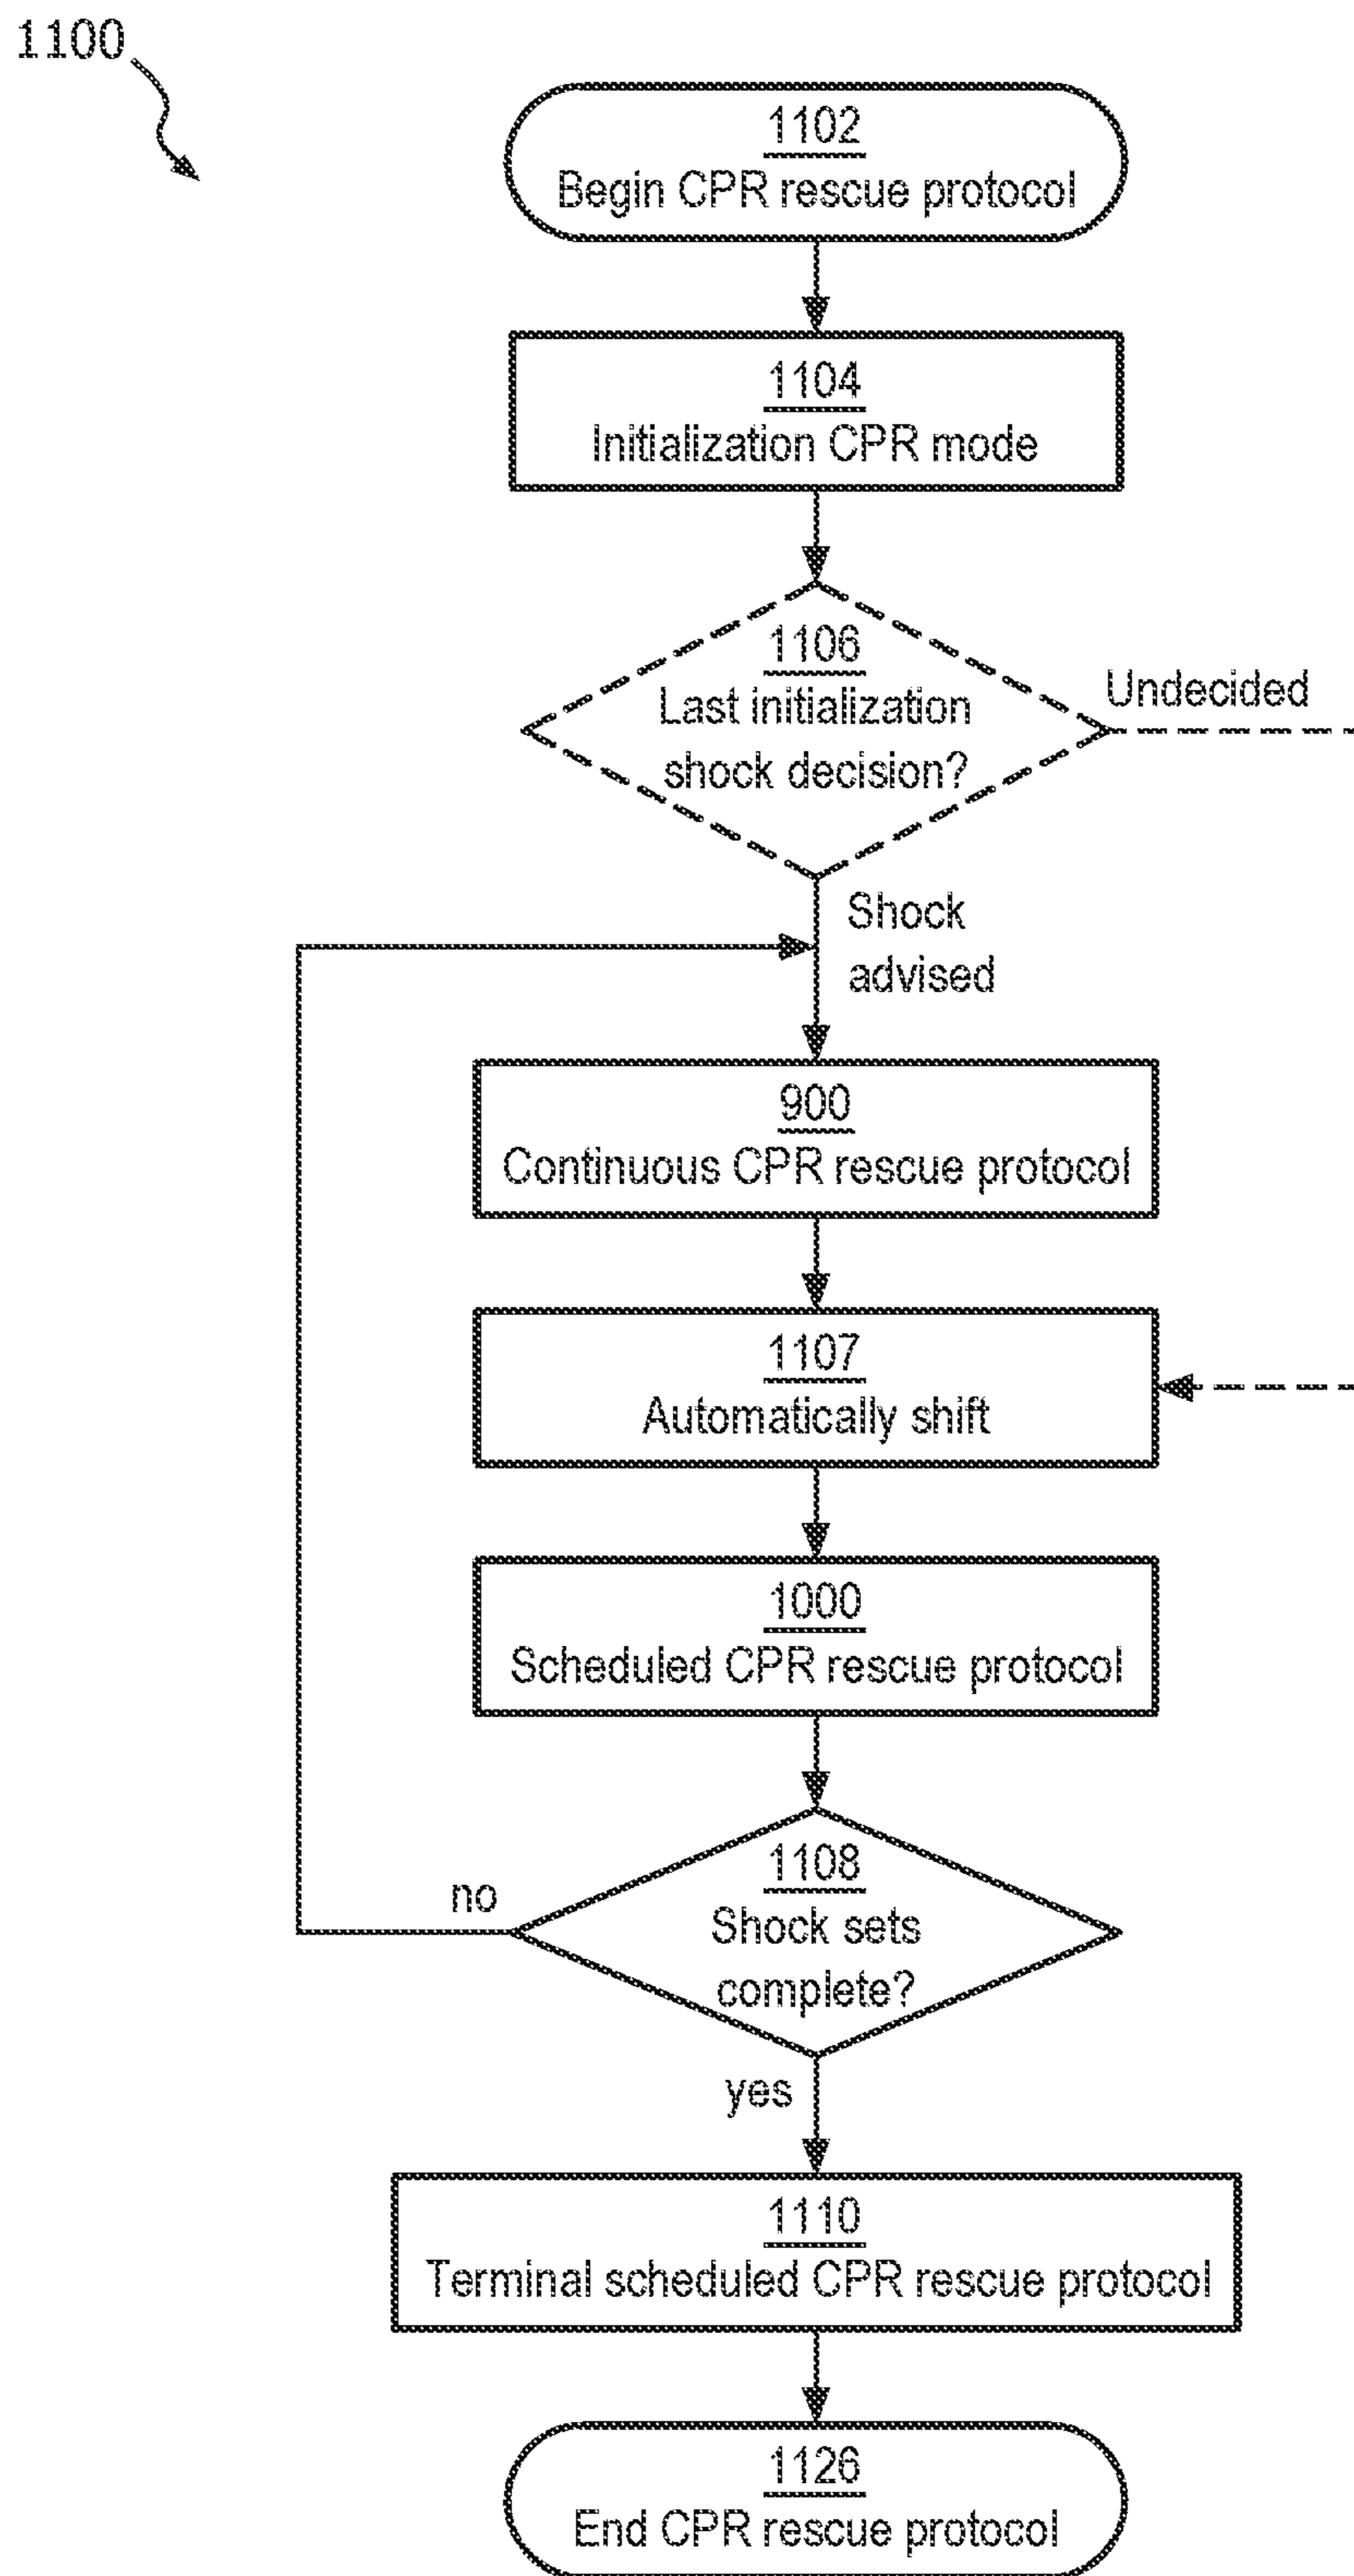 1100
1102
Begin CPR rescue protocol
1104
Initialization CPR mode
1106
Last initialization
shock decision?
Undecided
Shock
advised
900
Continuous CPR rescue protocol
1107
Automatically shift
1000
Scheduled CPR rescue protocol
1108
Shock sets
complete?
no
yes
1110
Terminal scheduled CPR rescue protocol
1126
End CPR rescue protocol